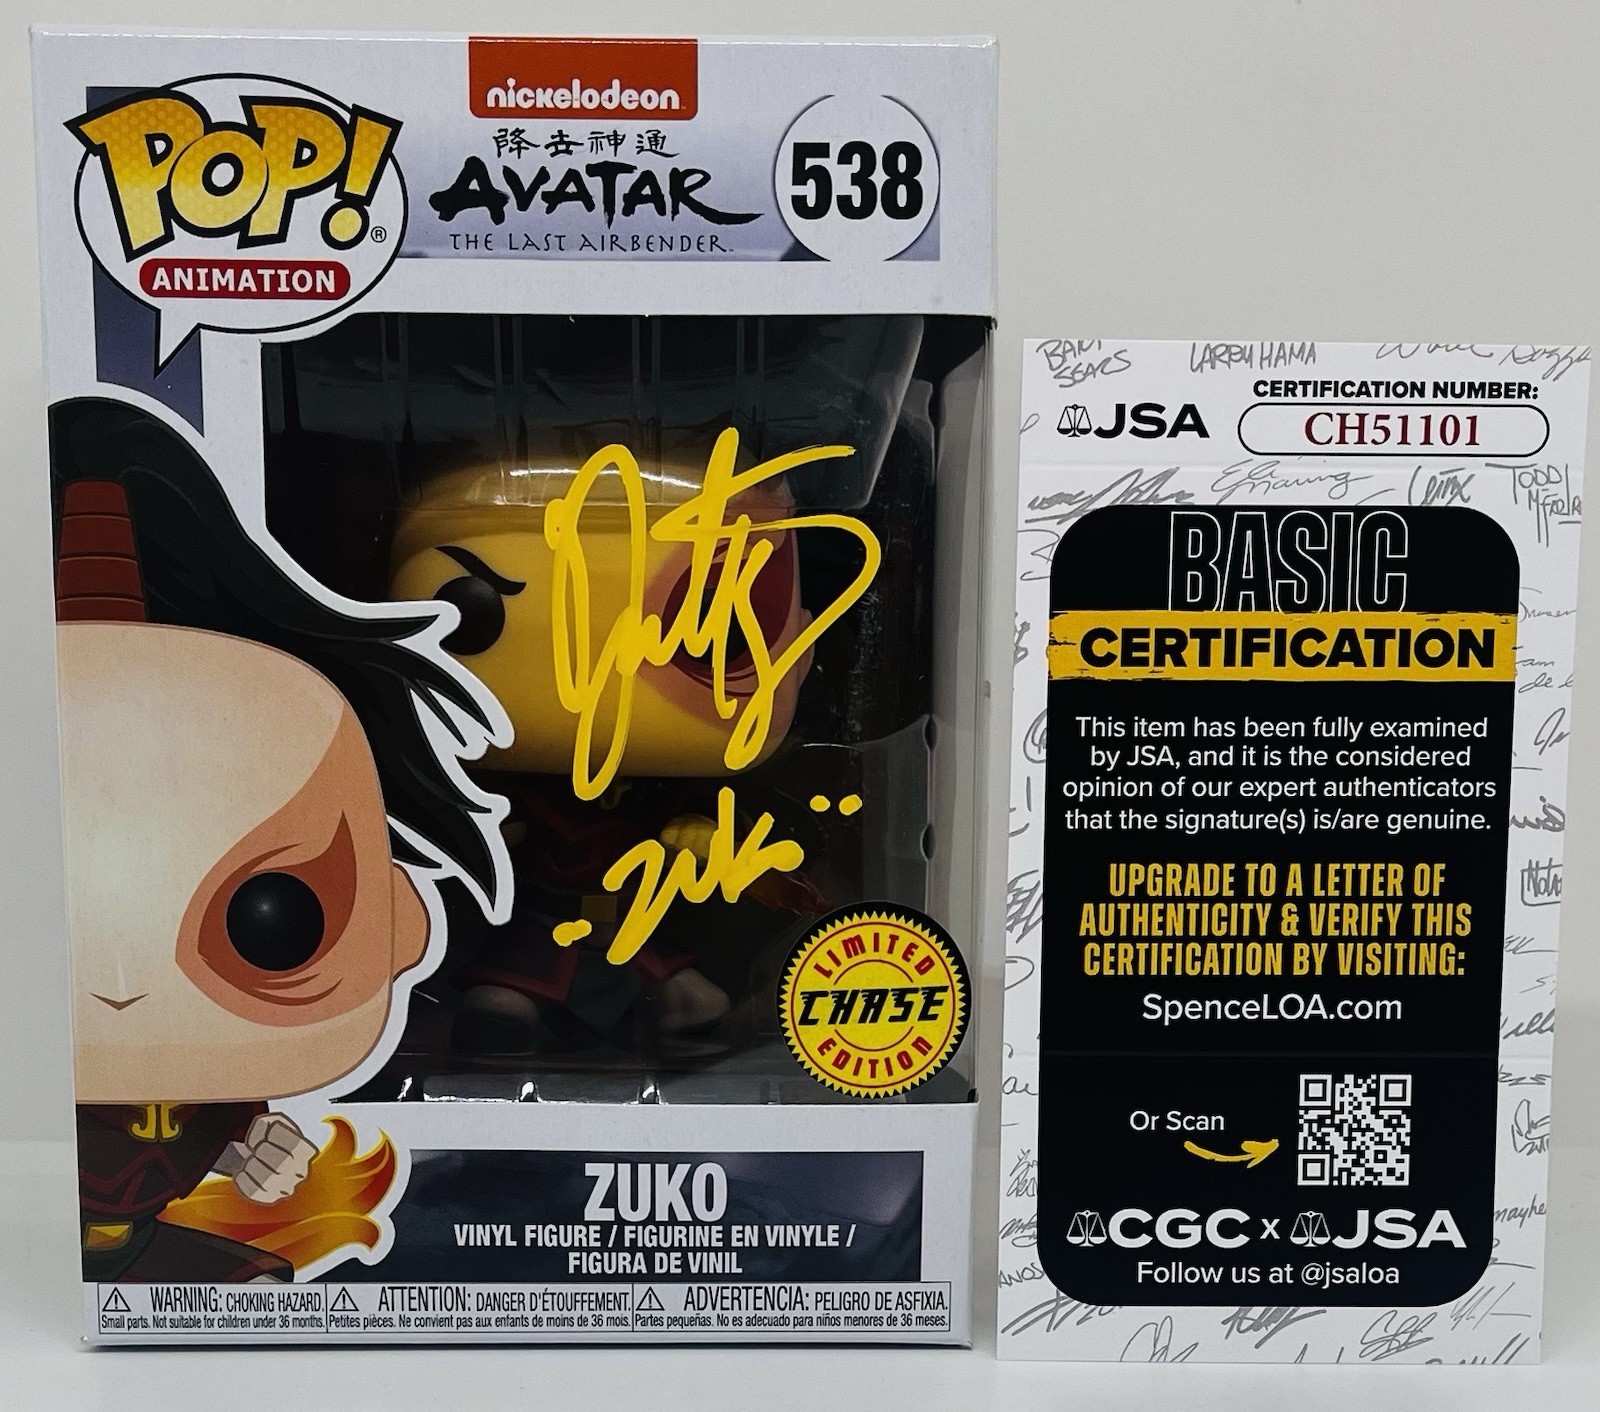 nickelodeon
降世神通
AVATAR
THE LAST AIRBENDER
538
POP!
®
ANIMATION
"Zuko"
LIMITED
CHASE
EDITION
ZUKO
VINYL FIGURE / FIGURINE EN VINYLE /
FIGURA DE VINIL
WARNING: CHOKING HAZARD.
Small parts. Not suitable for children under 36 months.
ATTENTION: DANGER D'ÉTOUFFEMENT.
Petites pièces. Ne convient pas aux enfants de moins de 36 mois.
ADVERTENCIA: PELIGRO DE ASFIXIA.
Partes pequeñas. No es adecuado para niños menores de 36 meses.
BART
SEARS
LARRY HAMA
JSA
CERTIFICATION NUMBER:
CH51101
TODD
BASIC
CERTIFICATION
This item has been fully examined
by JSA, and it is the considered
opinion of our expert authenticators
that the signature(s) is/are genuine.
UPGRADE TO A LETTER OF
AUTHENTICITY & VERIFY THIS
CERTIFICATION BY VISITING:
SpenceLOA.com
Or Scan
CGC x JSA
Follow us at @jsaloa